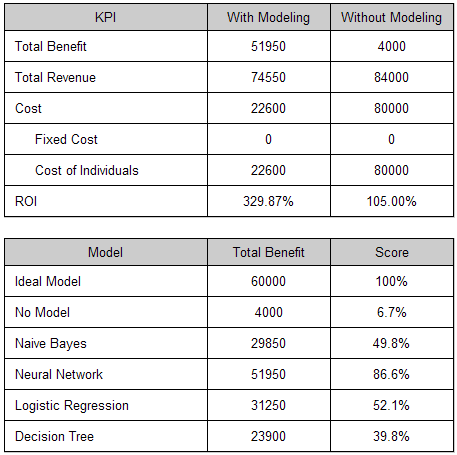 KPI With Modeling Without Modeling
Total Benefit 51950 4000
Total Revenue 74550 84000
Cost 22600 80000
Fixed Cost 0 0
Cost of Individuals 22600 80000
ROI 329.87% 105.00%
Model Total Benefit Score
Ideal Model 60000 100%
No Model 4000 6.7%
Naive Bayes 29850 49.8%
Neural Network 51950 86.6%
Logistic Regression 31250 52.1%
Decision Tree 23900 39.8%